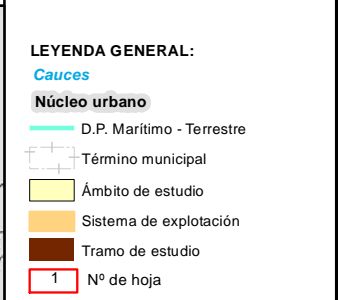 LEYENDA GENERAL:
Cauces
Núcleo urbano
D.P. Marítimo - Terrestre
Término municipal
Ámbito de estudio
Sistema de explotación
Tramo de estudio
1 Nº de hoja